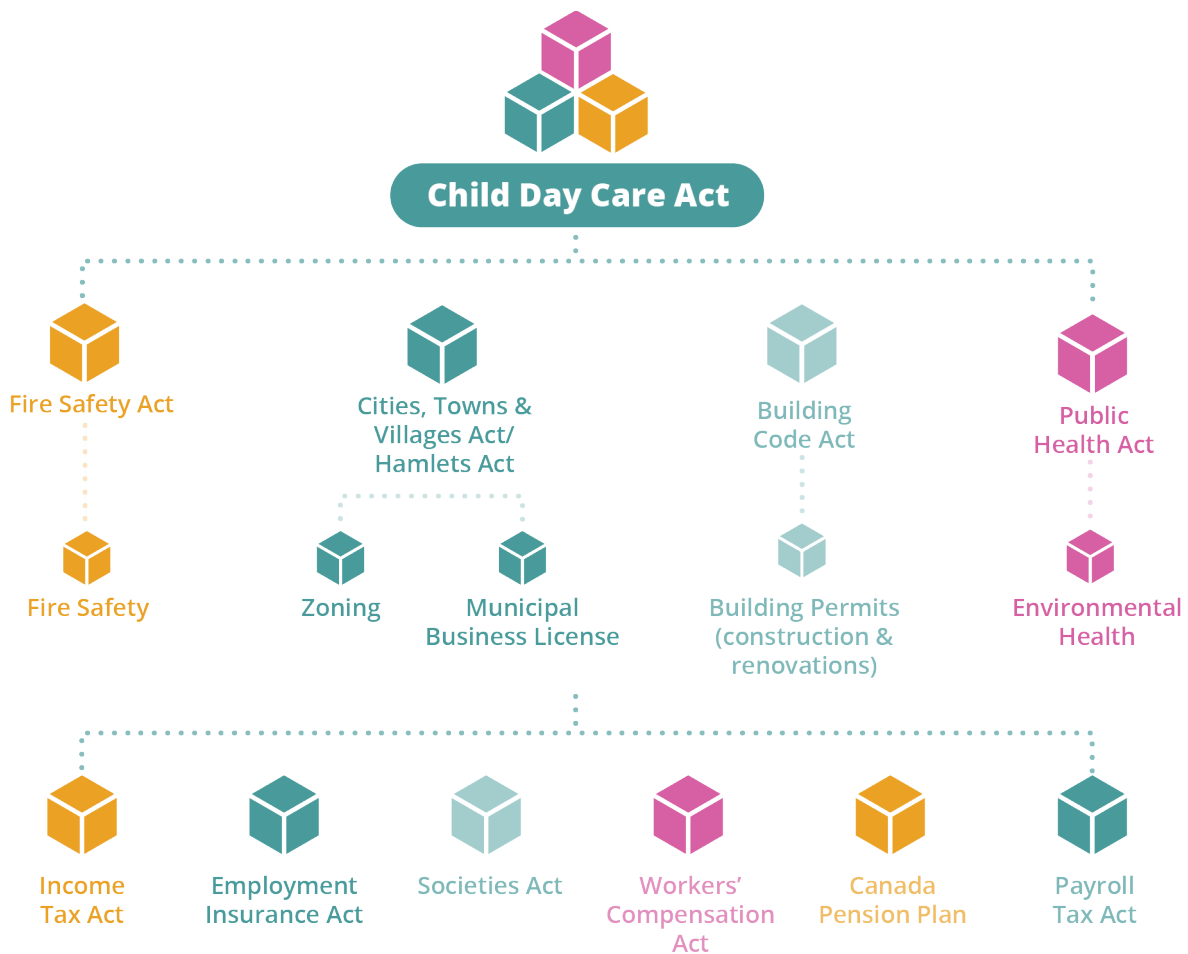 Child Day Care Act
Fire Safety Act
Cities, Towns &
Villages Act/
Hamlets Act
Building
Code Act
Public
Health Act
Fire Safety
Zoning
Municipal
Business License
Building Permits
(construction &
renovations)
Environmental
Health
Income
Tax Act
Employment
Insurance Act
Societies Act
Workers’
Compensation
Act
Canada
Pension Plan
Payroll
Tax Act